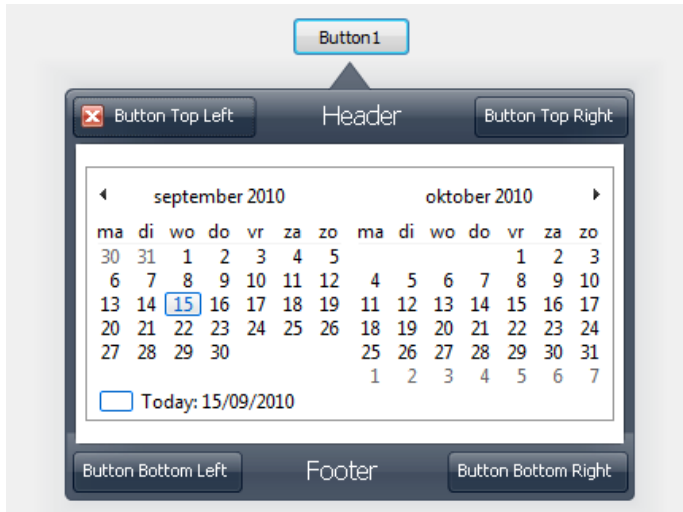 Button1
Button Top Left Header Button Top Right
september 2010 oktober 2010
ma di wo do vr za zo ma di wo do vr za zo
30 31 1 2 3 4 5 1 2 3
6 7 8 9 10 11 12 4 5 6 7 8 9 10
13 14 15 16 17 18 19 11 12 13 14 15 16 17
20 21 22 23 24 25 26 18 19 20 21 22 23 24
27 28 29 30 25 26 27 28 29 30 31
1 2 3 4 5 6 7
Today: 15/09/2010
Button Bottom Left Footer Button Bottom Right